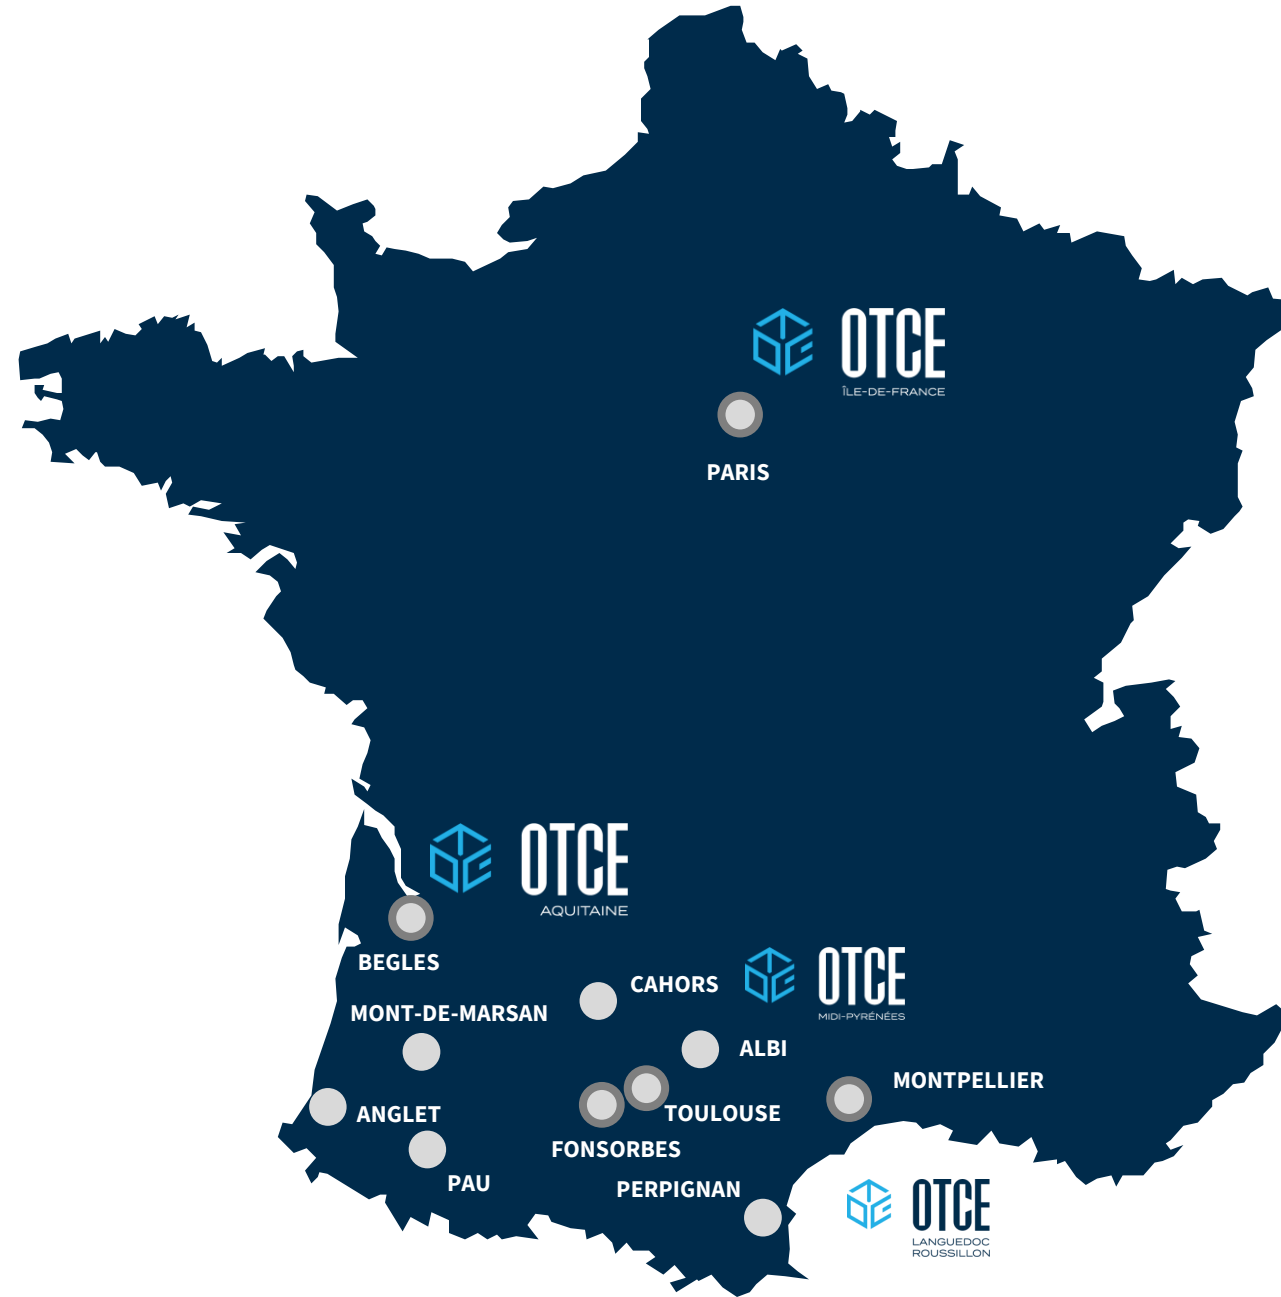 OTCE
ÎLE-DE-FRANCE
PARIS
OTCE
AQUITAINE
BEGLES
CAHORS
OTCE
MIDI-PYRÉNÉES
MONT-DE-MARSAN
ALBI
MONTPELLIER
ANGLET
TOULOUSE
FONSORBES
PAU
PERPIGNAN
OTCE
LANGUEDOC
ROUSSILLON